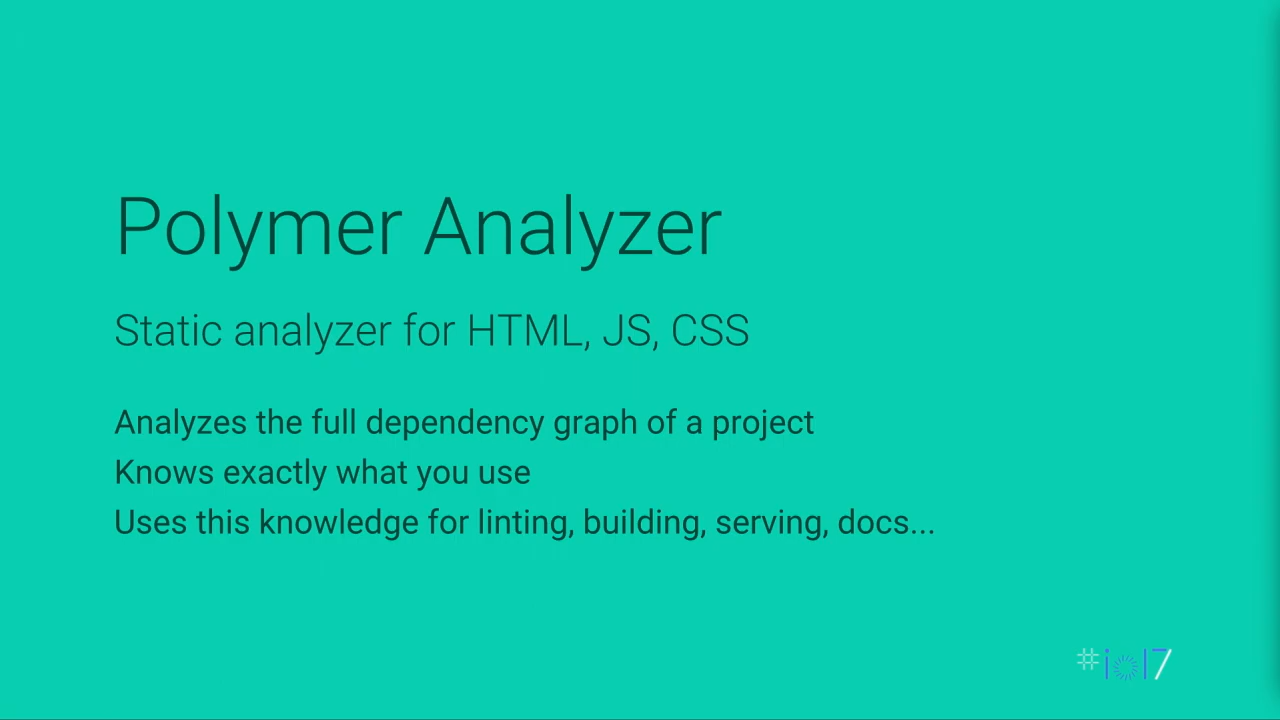 Polymer Analyzer
Static analyzer for HTML, JS, CSS
Analyzes the full dependency graph of a project
Knows exactly what you use
Uses this knowledge for linting, building, serving, docs...
#io17